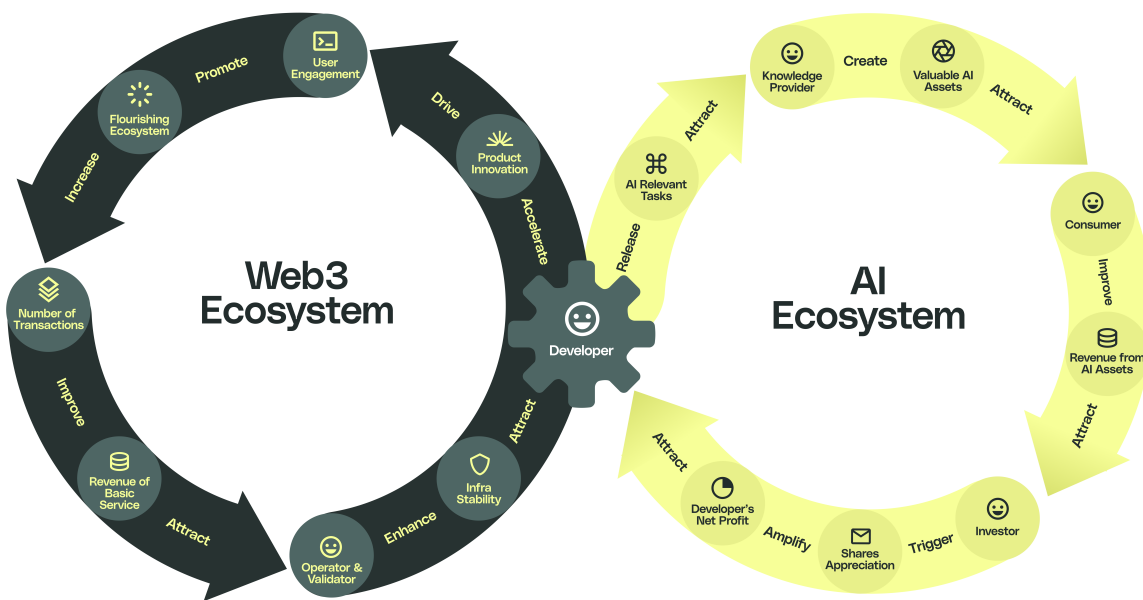 User
Engagement
Promote
Flourishing
Ecosystem
Increase
Number of
Transactions
Improve
Revenue of
Basic
Service
Attract
Operator &
Validator
Enhance
Infra
Stability
Attract
Developer
Accelerate
Product
Innovation
Drive
Web3
Ecosystem
Release
AI Relevant
Tasks
Attract
Knowledge
Provider
Create
Valuable AI
Assets
Attract
Consumer
Improve
Revenue from
AI Assets
Attract
Investor
Trigger
Shares
Appreciation
Amplify
Developer's
Net Profit
Attract
AI
Ecosystem